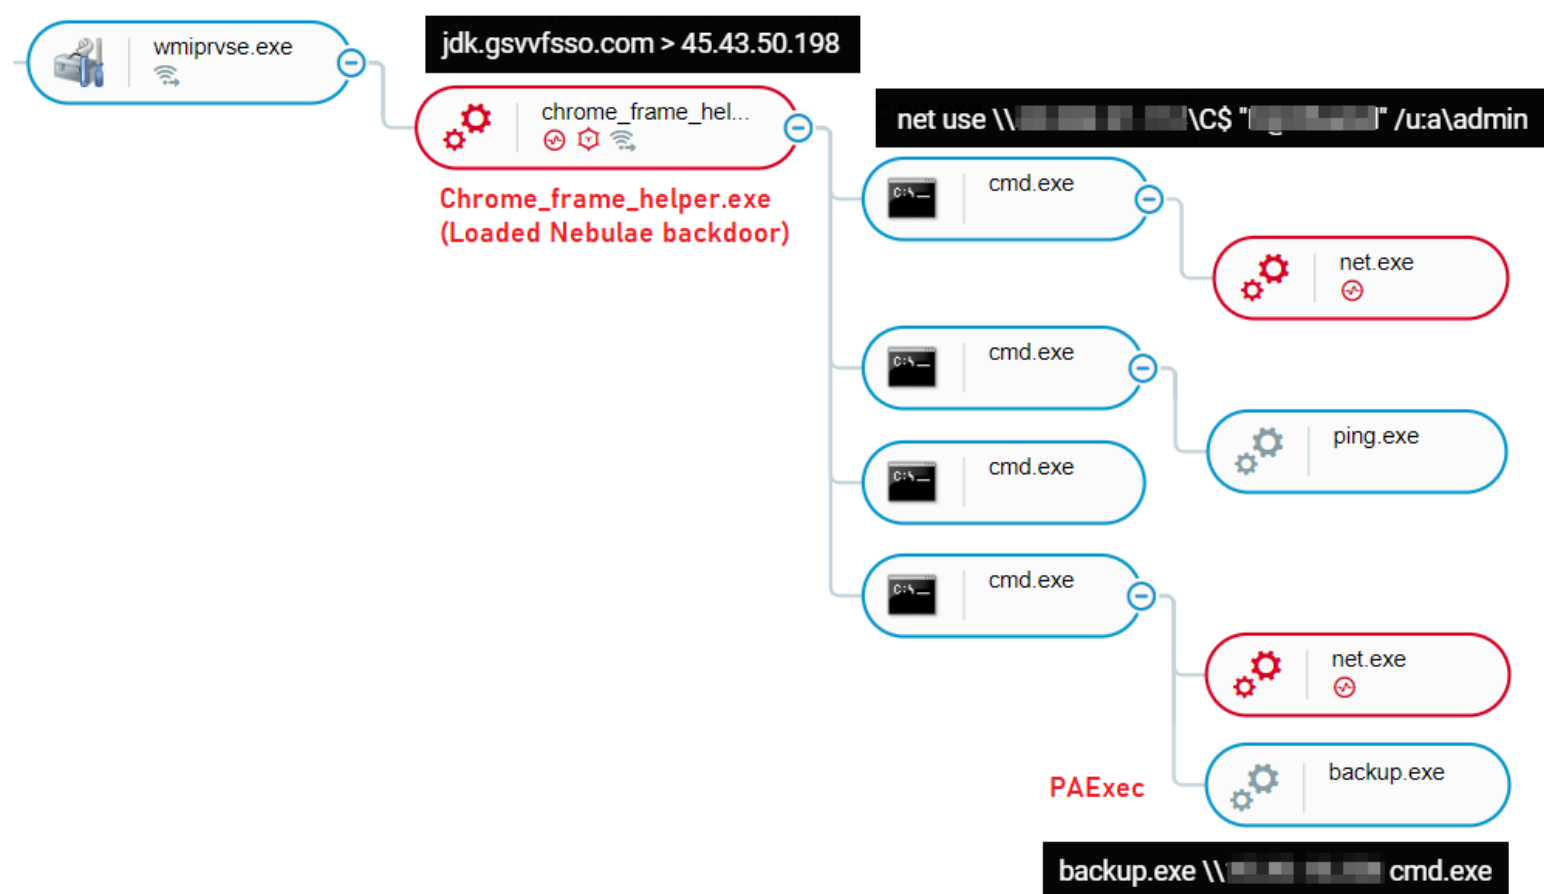 wmiprvse.exe
jdk.gsvvfsso.com > 45.43.50.198
chrome_frame_hel...
Chrome_frame_helper.exe
(Loaded Nebulae backdoor)
net use \\ \C$ " " /u:a\admin
cmd.exe
net.exe
cmd.exe
ping.exe
cmd.exe
cmd.exe
net.exe
PAExec
backup.exe
backup.exe \\ cmd.exe